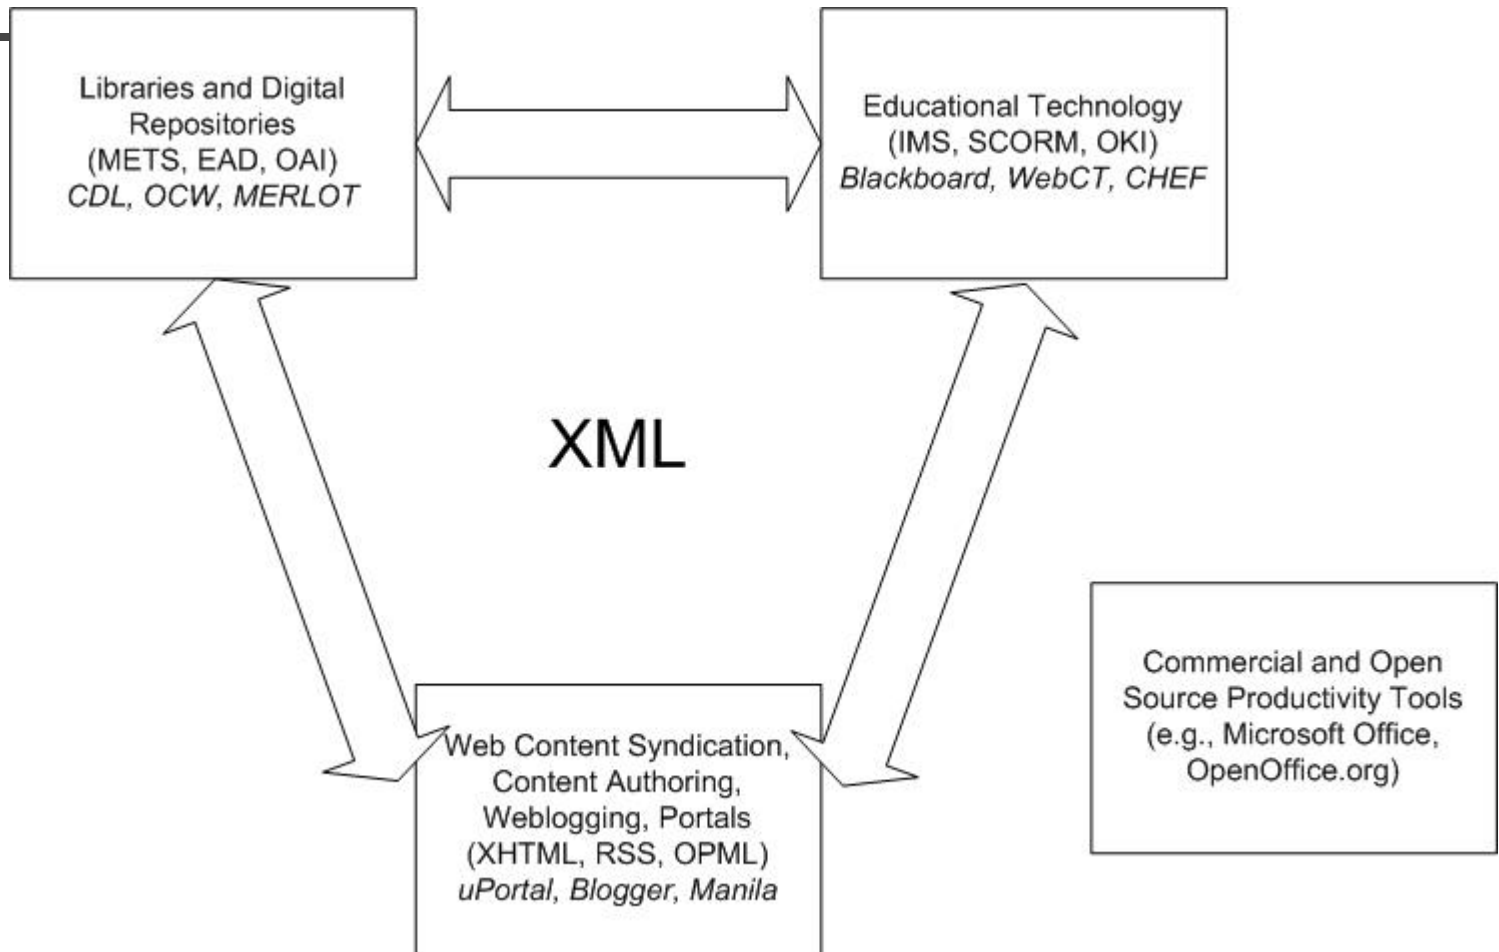 Libraries and Digital
Repositories
(METS, EAD, OAI)
CDL, OCW, MERLOT
Educational Technology
(IMS, SCORM, OKI)
Blackboard, WebCT, CHEF
XML
Commercial and Open
Source Productivity Tools
(e.g., Microsoft Office,
OpenOffice.org)
Web Content Syndication,
Content Authoring,
Weblogging, Portals
(XHTML, RSS, OPML)
uPortal, Blogger, Manila